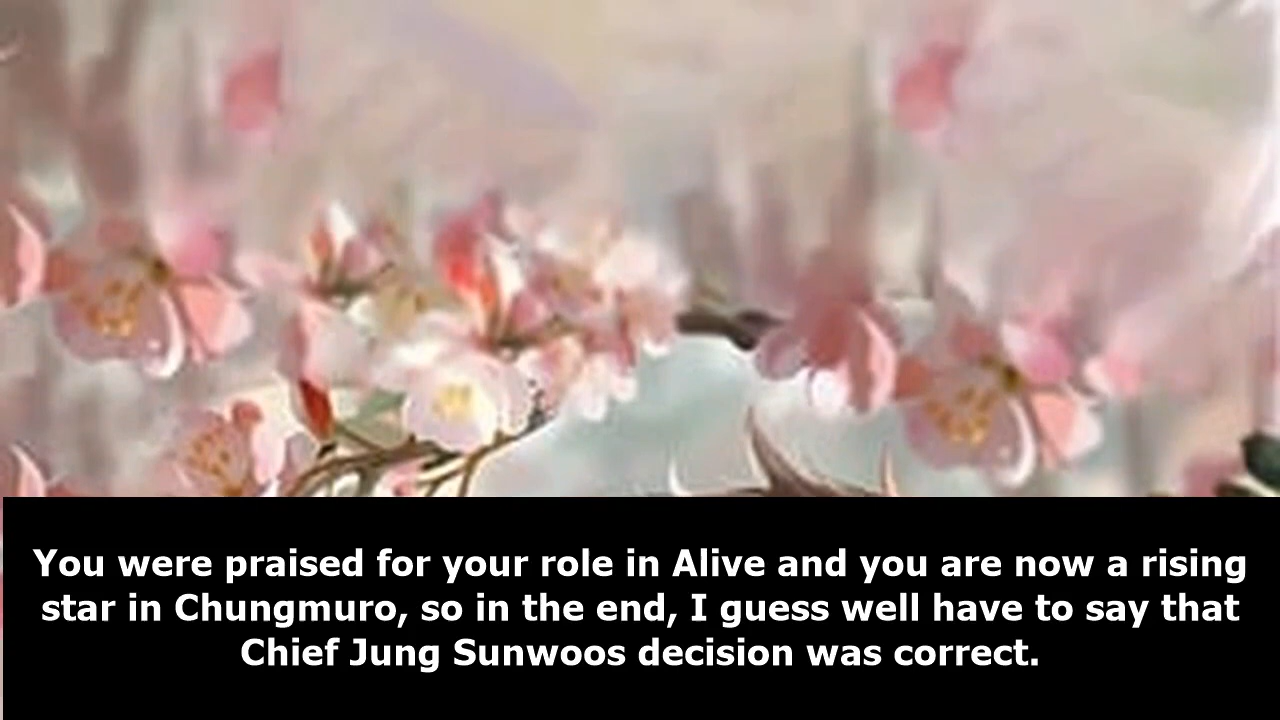 You were praised for your role in Alive and you are now a rising
star in Chungmuro, so in the end, I guess well have to say that
Chief Jung Sunwoos decision was correct.